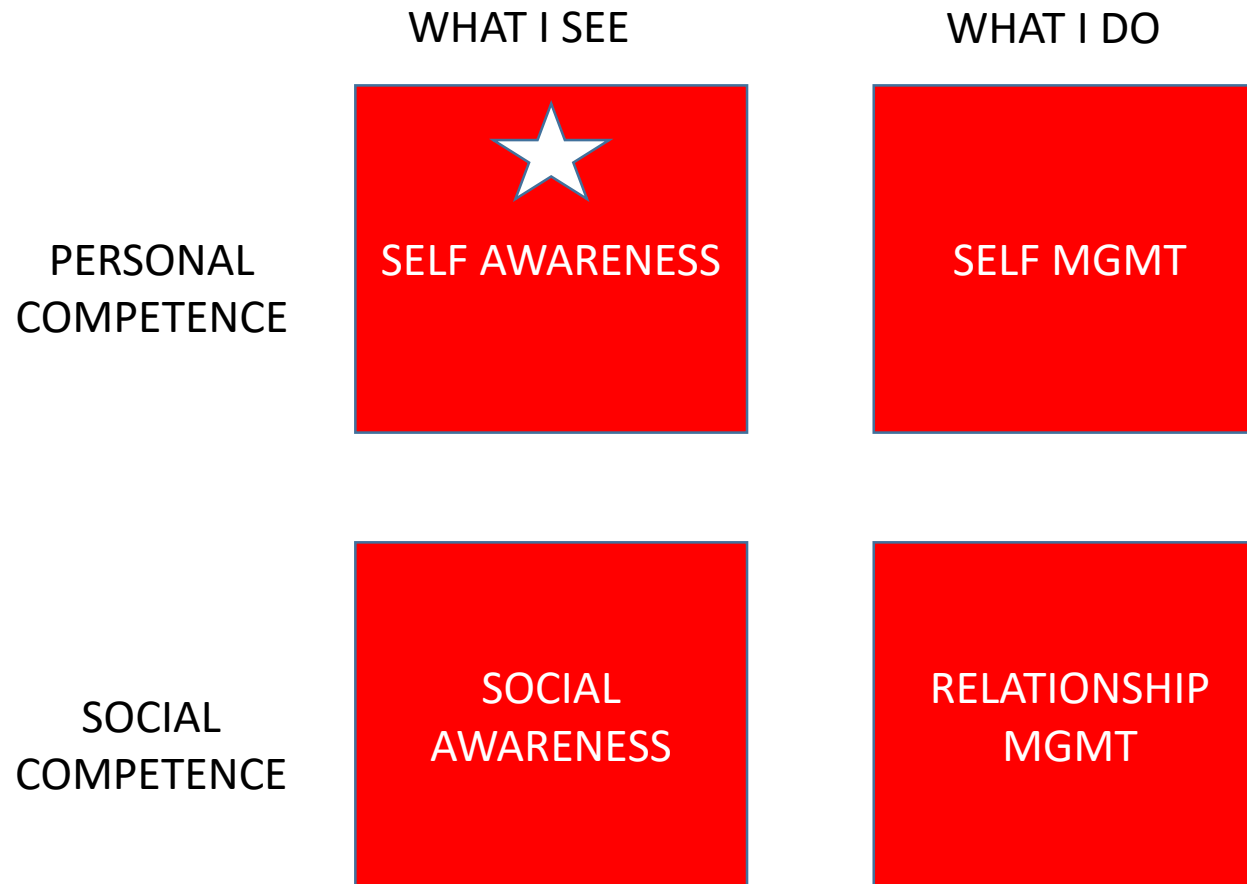 WHAT I SEE
WHAT I DO
PERSONAL
COMPETENCE
SELF AWARENESS
SELF MGMT
SOCIAL
COMPETENCE
SOCIAL
AWARENESS
RELATIONSHIP
MGMT